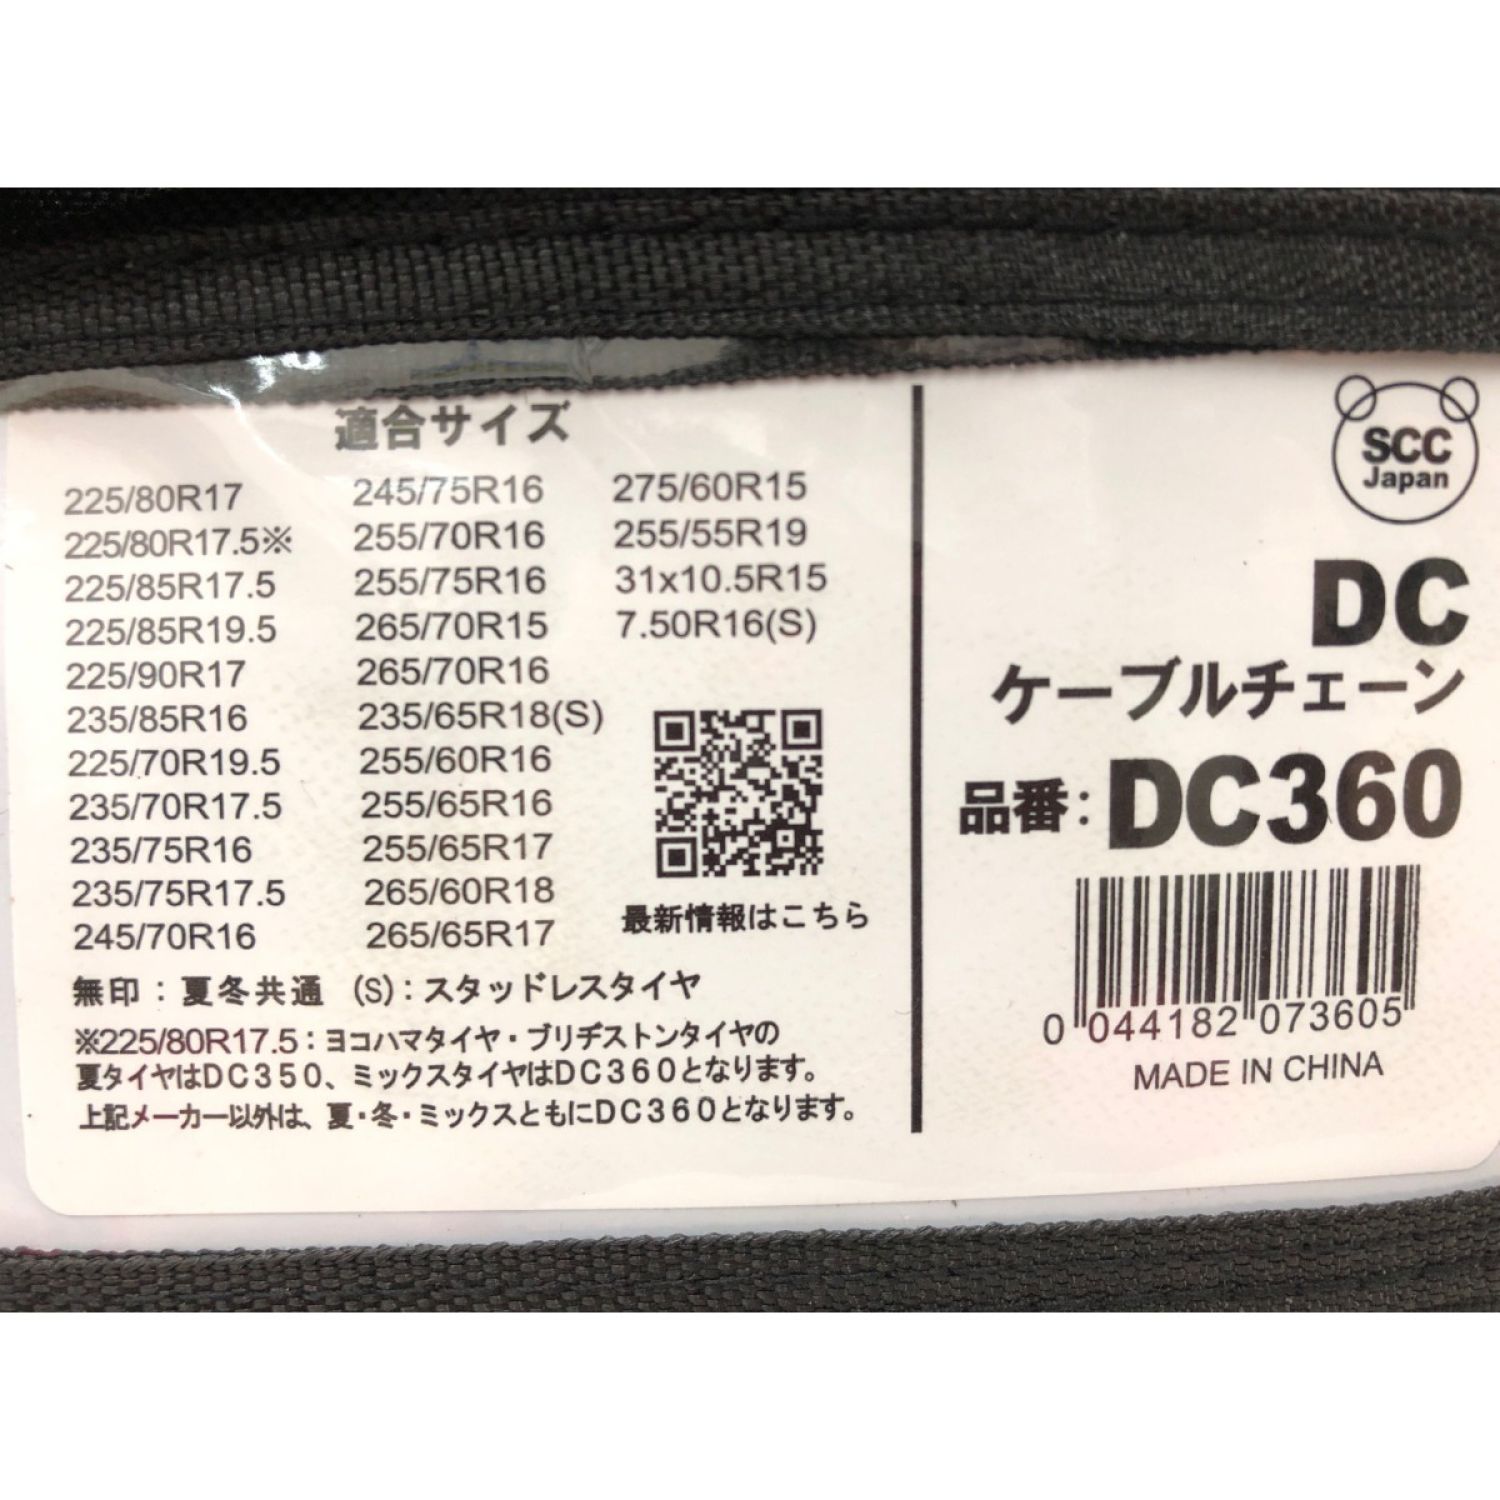 適合サイズ
225/80R17
225/80R17.5※
225/85R17.5
225/85R19.5
225/90R17
235/85R16
225/70R19.5
235/70R17.5
235/75R16
235/75R17.5
245/70R16
245/75R16
255/70R16
255/75R16
265/70R15
265/70R16
235/65R18(S)
255/60R16
255/65R16
255/65R17
265/60R18
265/65R17
275/60R15
255/55R19
31x10.5R15
7.50R16(S)
最新情報はこちら
無印：夏冬共通 (S)：スタッドレスタイヤ
※225/80R17.5：ヨコハマタイヤ・ブリヂストンタイヤの
夏タイヤはDC350、ミックスタイヤはDC360となります。
上記メーカー以外は、夏・冬・ミックスともにDC360となります。
SCC
Japan
DC
ケーブルチェーン
品番：DC360
0 044182 073605
MADE IN CHINA